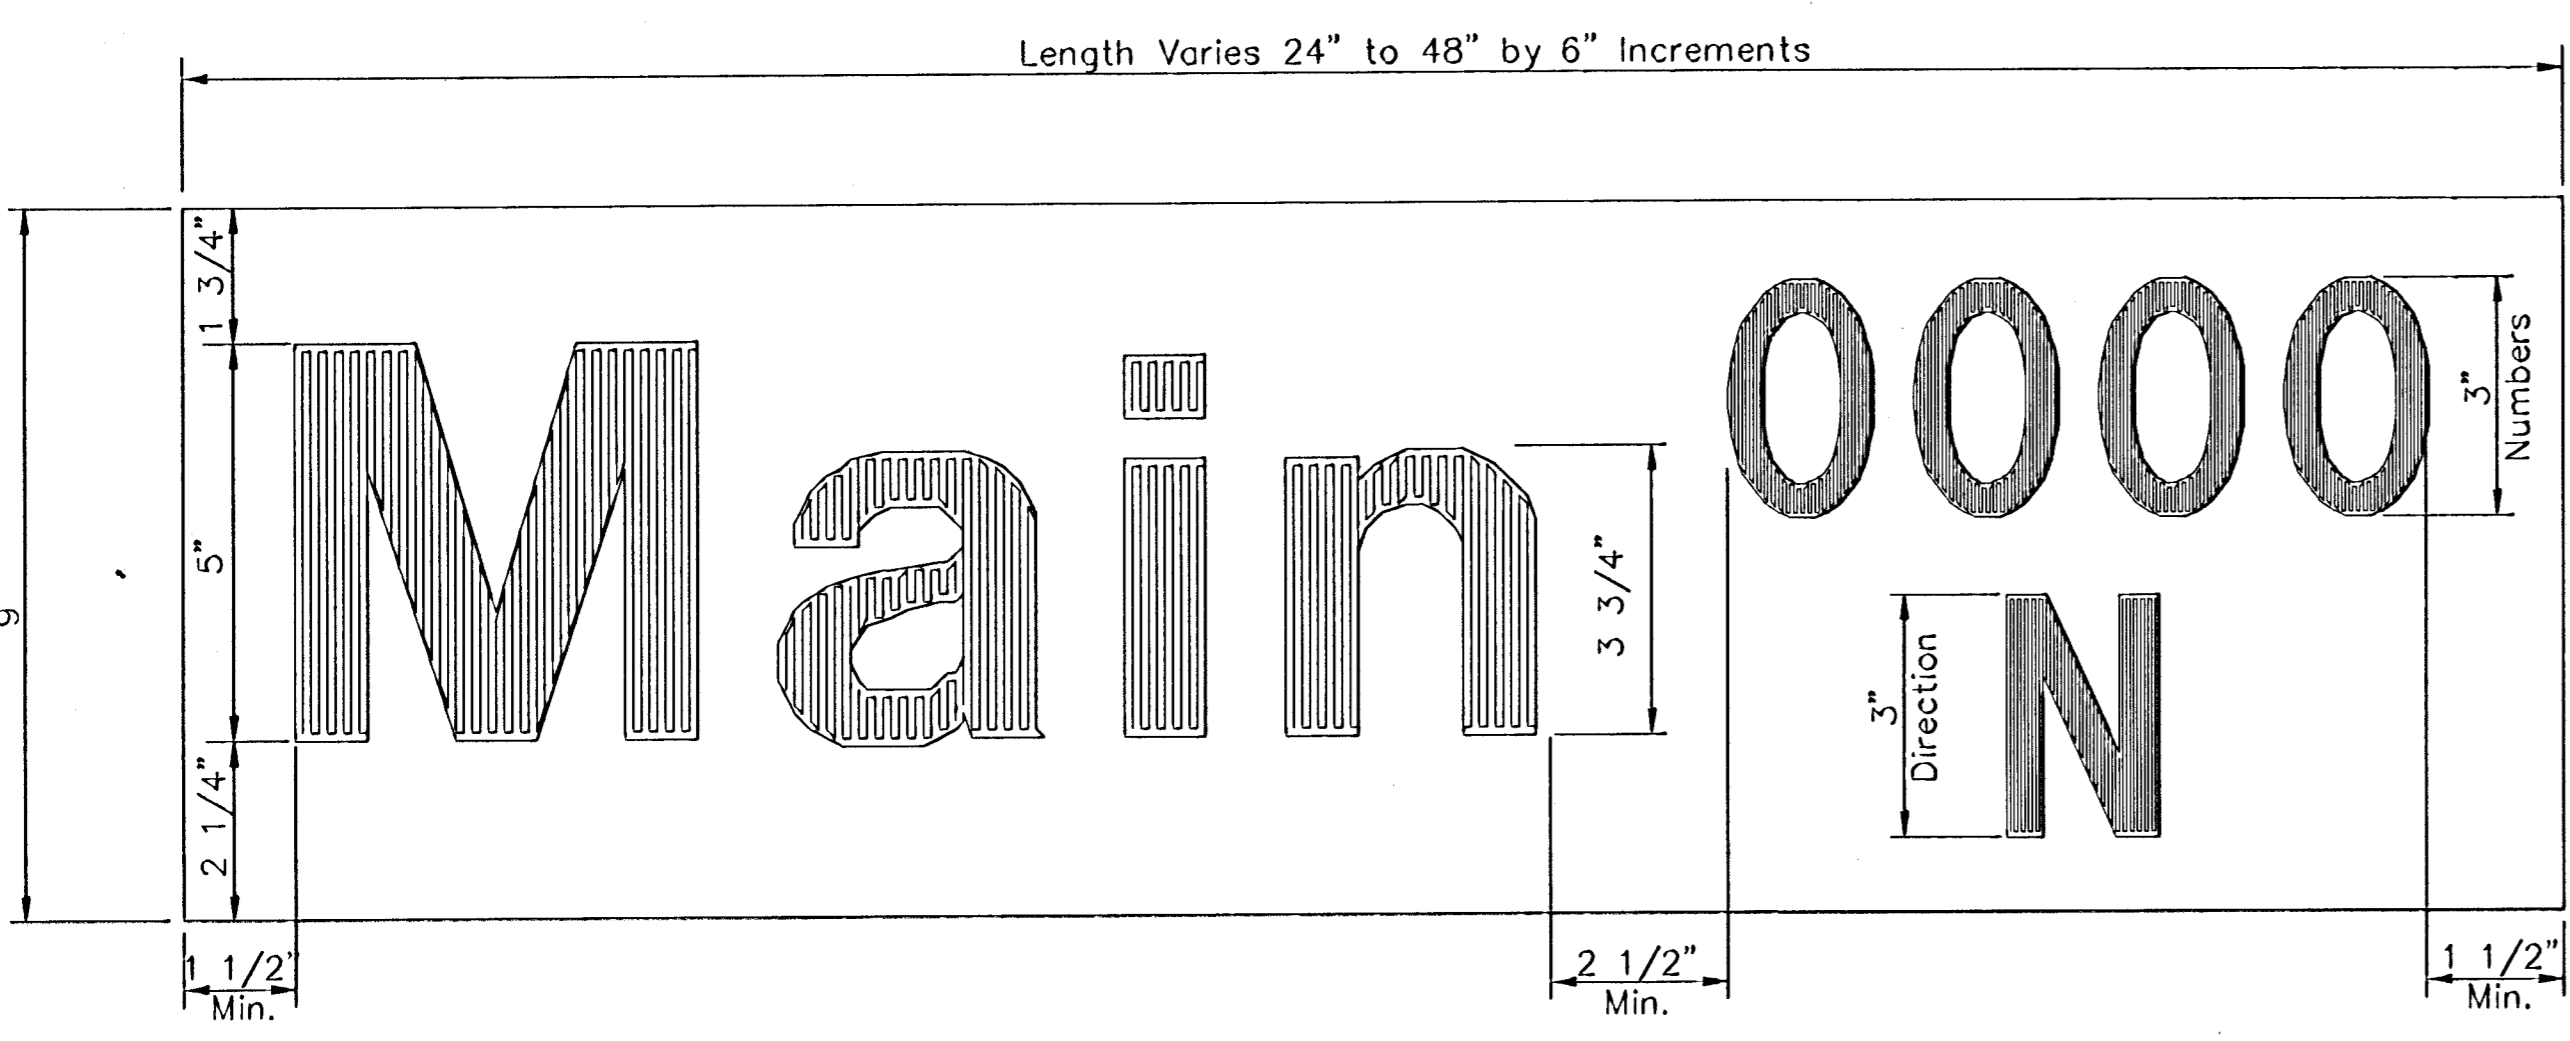 Length Varies 24" to 48" by 6" Increments
1 3/4"
5"
2 1/4"
9
Main
0000
3"
Numbers
3 3/4"
3"
Direction
N
1 1/2"
Min.
2 1/2"
Min.
1 1/2"
Min.